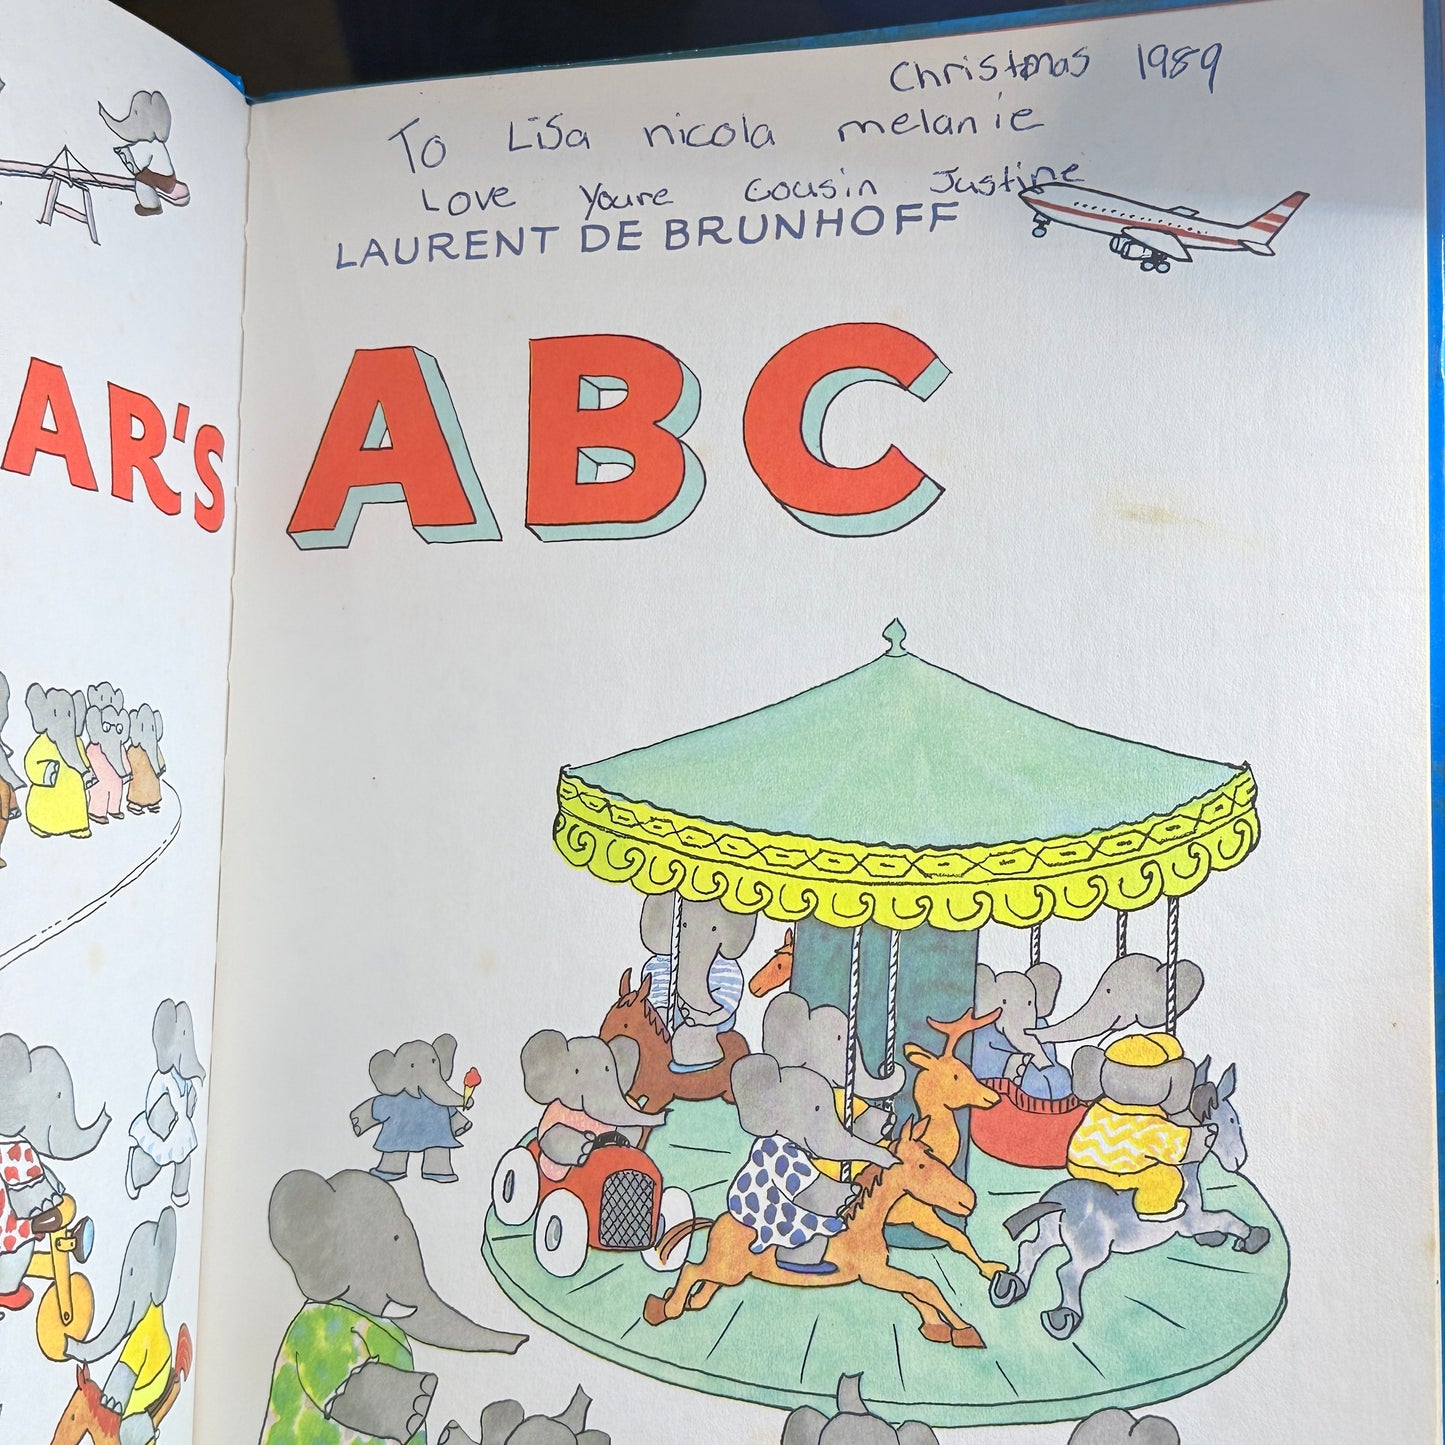 Christmas 1989
To Lisa nicola melanie
Love Youre Cousin Justine
LAURENT DE BRUNHOFF
AR'S ABC